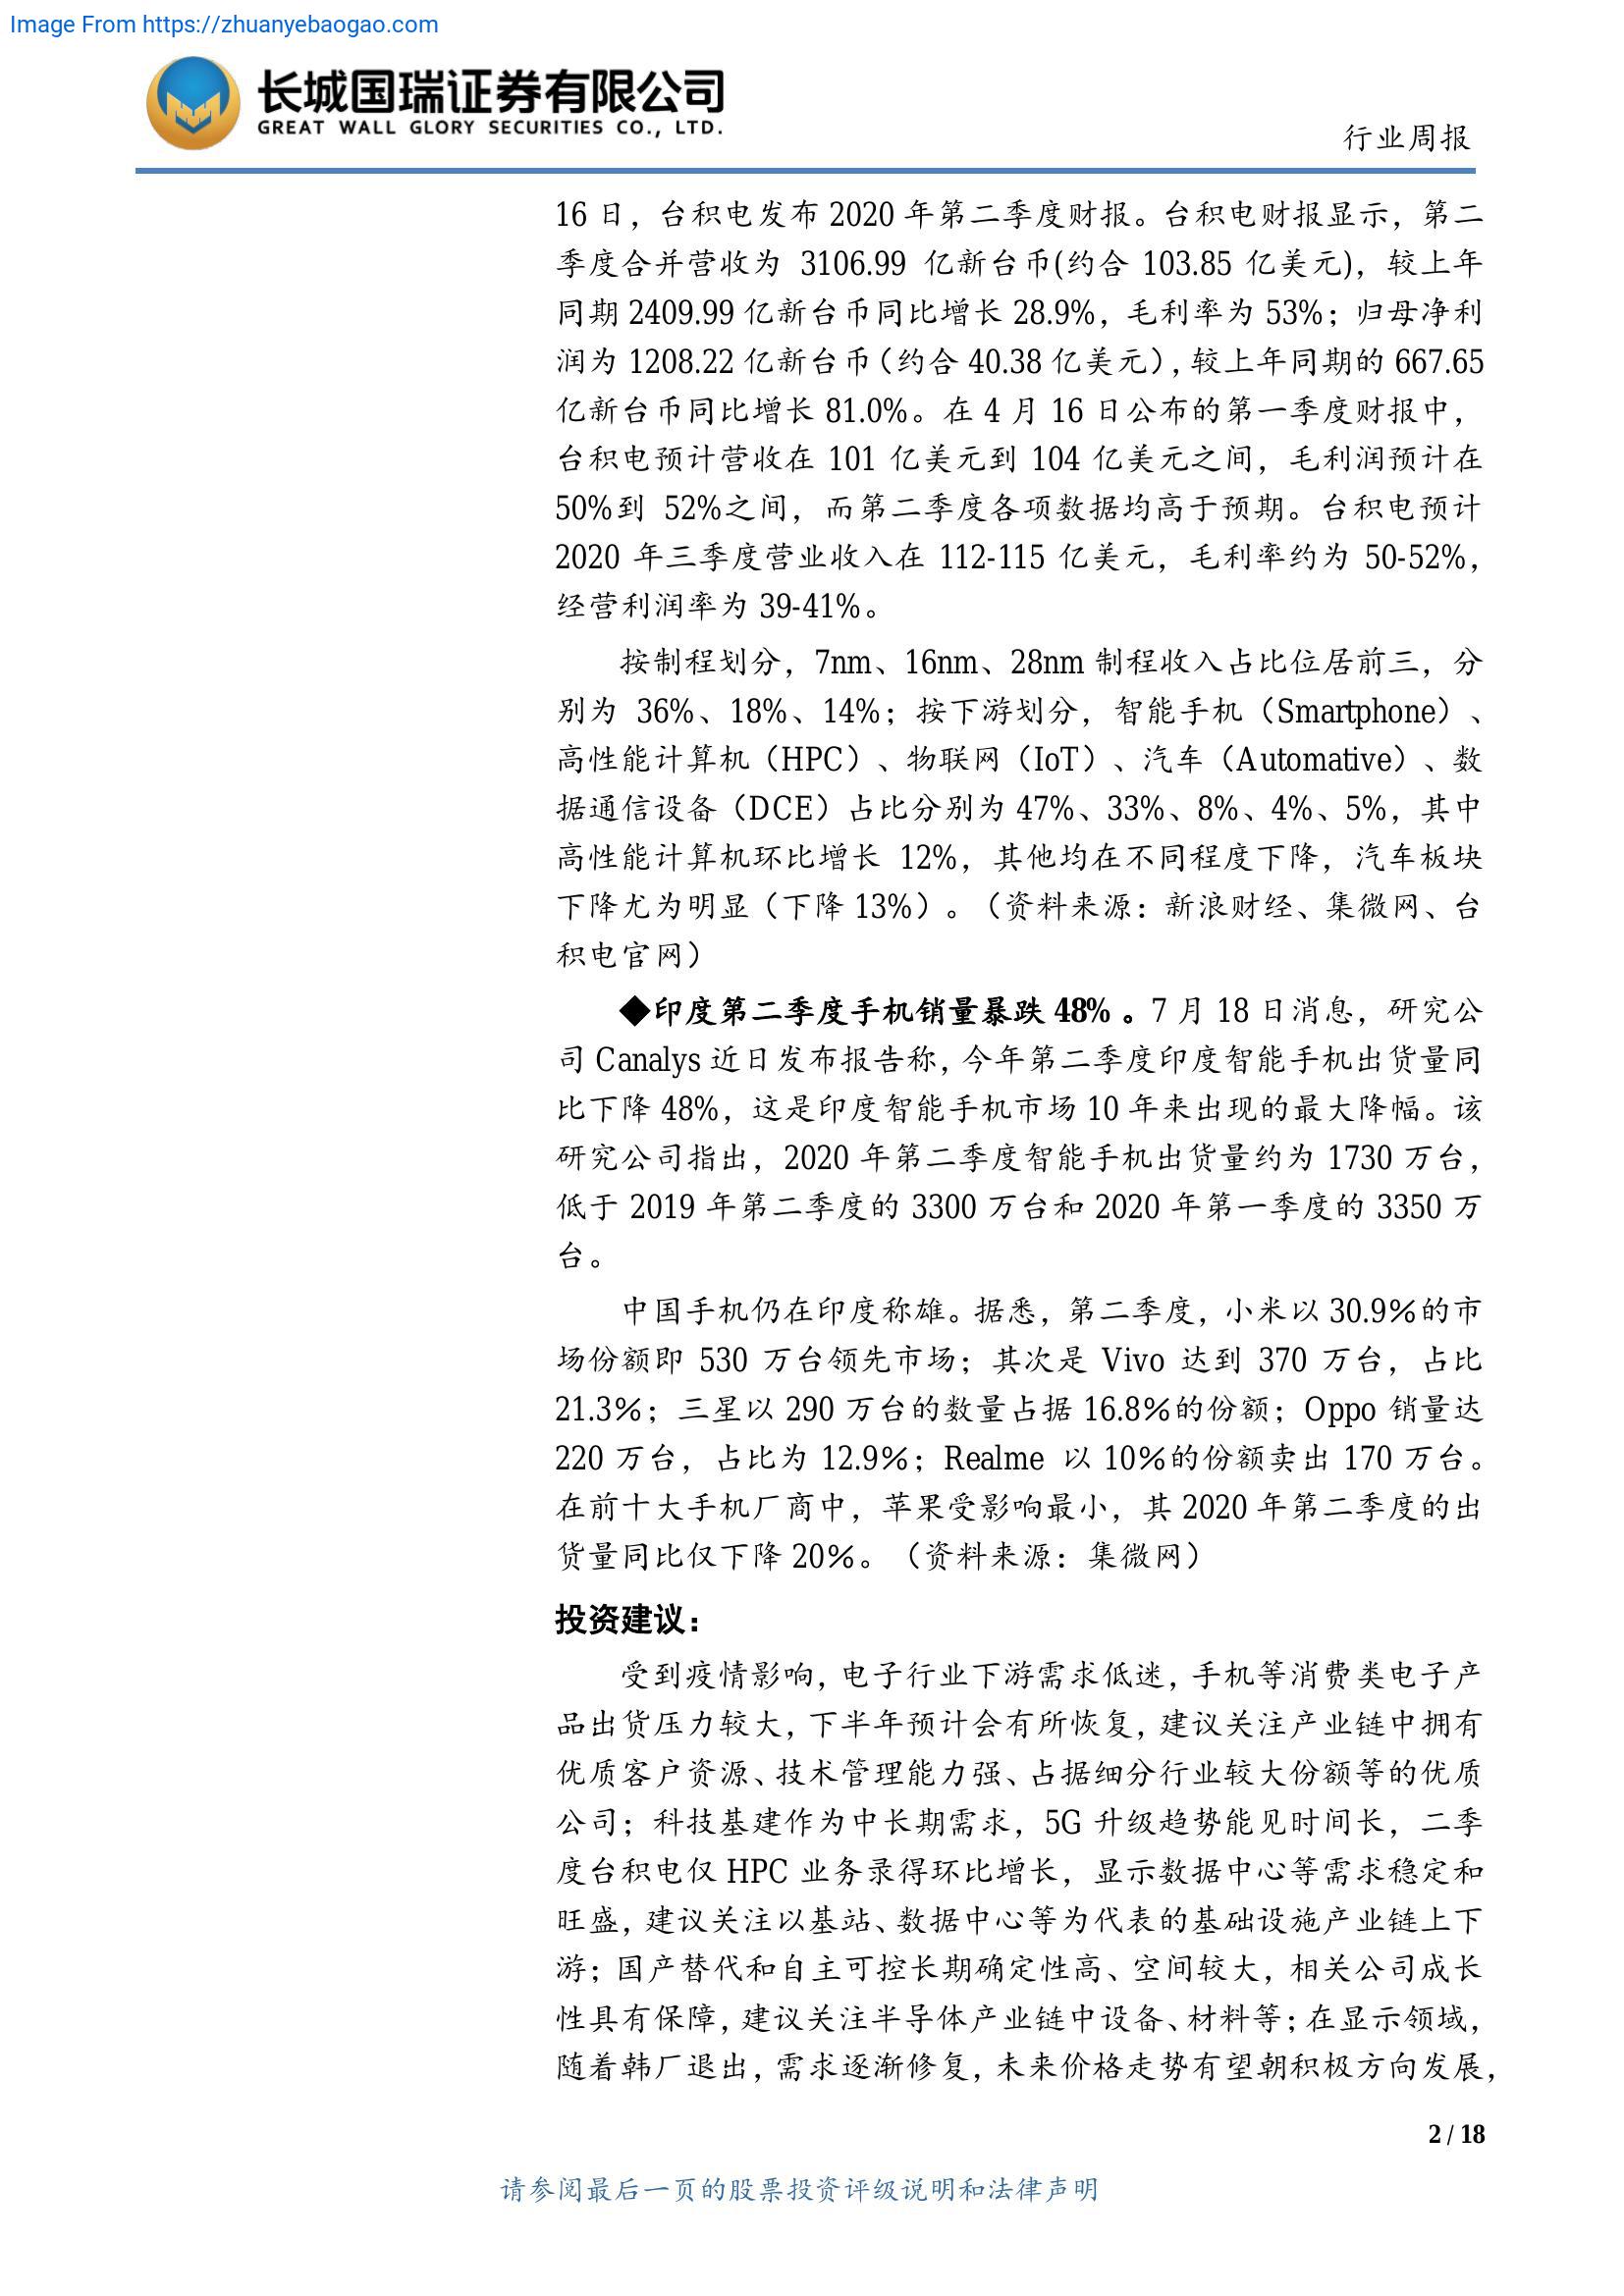 Image From https://zhuanyebaogao.com
长城国瑞证券有限公司
GREAT WALL GLORY SECURITIES CO., LTD.
行业周报
16 日，台积电发布 2020 年第二季度财报。台积电财报显示，第二
季度合并营收为 3106.99 亿新台币(约合 103.85 亿美元)，较上年
同期 2409.99 亿新台币同比增长 28.9%，毛利率为 53%；归母净利
润为 1208.22 亿新台币（约合 40.38 亿美元），较上年同期的 667.65
亿新台币同比增长 81.0%。在 4 月 16 日公布的第一季度财报中，
台积电预计营收在 101 亿美元到 104 亿美元之间，毛利润预计在
50%到 52%之间，而第二季度各项数据均高于预期。台积电预计
2020 年三季度营业收入在 112-115 亿美元，毛利率约为 50-52%，
经营利润率为 39-41%。
按制程划分，7nm、16nm、28nm 制程收入占比位居前三，分
别为 36%、18%、14%；按下游划分，智能手机（Smartphone）、
高性能计算机（HPC）、物联网（IoT）、汽车（Automative）、数
据通信设备（DCE）占比分别为 47%、33%、8%、4%、5%，其中
高性能计算机环比增长 12%，其他均在不同程度下降，汽车板块
下降尤为明显（下降 13%）。（资料来源：新浪财经、集微网、台
积电官网）
◆印度第二季度手机销量暴跌 48% 。7 月 18 日消息，研究公
司 Canalys 近日发布报告称，今年第二季度印度智能手机出货量同
比下降 48%，这是印度智能手机市场 10 年来出现的最大降幅。该
研究公司指出，2020 年第二季度智能手机出货量约为 1730 万台，
低于 2019 年第二季度的 3300 万台和 2020 年第一季度的 3350 万
台。
中国手机仍在印度称雄。据悉，第二季度，小米以 30.9%的市
场份额即 530 万台领先市场；其次是 Vivo 达到 370 万台，占比
21.3%；三星以 290 万台的数量占据 16.8%的份额；Oppo 销量达
220 万台，占比为 12.9%；Realme 以 10%的份额卖出 170 万台。
在前十大手机厂商中，苹果受影响最小，其 2020 年第二季度的出
货量同比仅下降 20%。（资料来源：集微网）
投资建议：
受到疫情影响，电子行业下游需求低迷，手机等消费类电子产
品出货压力较大，下半年预计会有所恢复，建议关注产业链中拥有
优质客户资源、技术管理能力强、占据细分行业较大份额等的优质
公司；科技基建作为中长期需求，5G 升级趋势能见时间长，二季
度台积电仅 HPC 业务录得环比增长，显示数据中心等需求稳定和
旺盛，建议关注以基站、数据中心等为代表的基础设施产业链上下
游；国产替代和自主可控长期确定性高、空间较大，相关公司成长
性具有保障，建议关注半导体产业链中设备、材料等；在显示领域，
随着韩厂退出，需求逐渐修复，未来价格走势有望朝积极方向发展，
2 / 18
请参阅最后一页的股票投资评级说明和法律声明